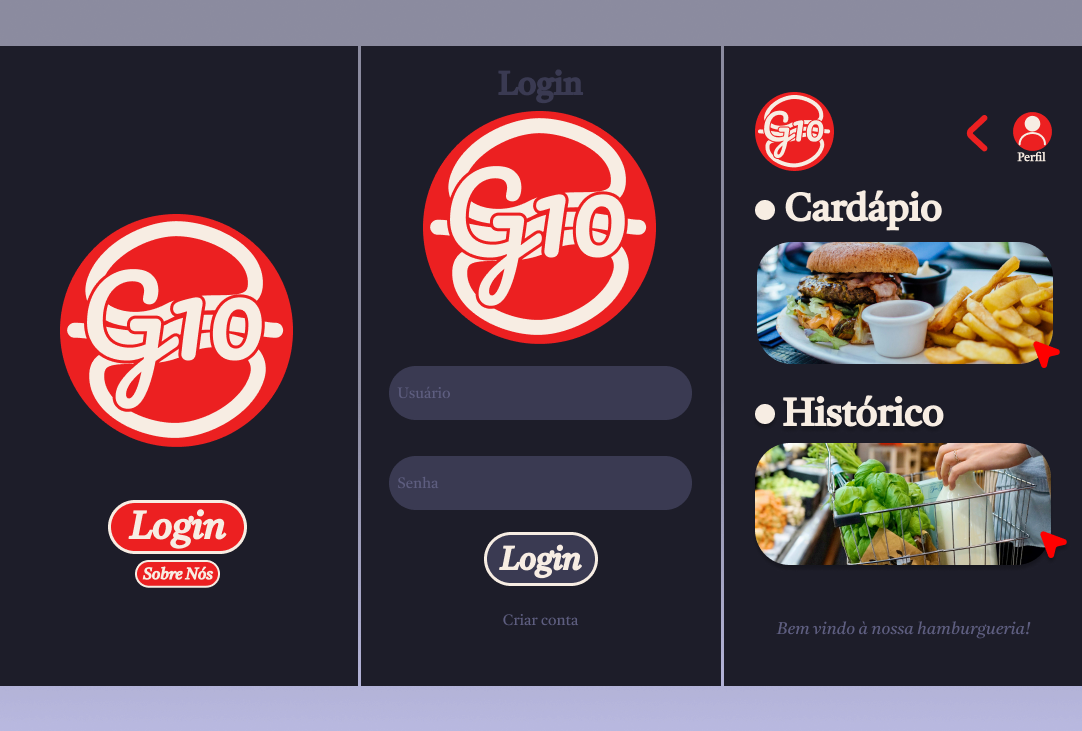 G10
Login
Sobre Nós
Login
G10
Usuário
Senha
Login
Criar conta
G10
Perfil
Cardápio
Histórico
Bem vindo à nossa hamburgueria!